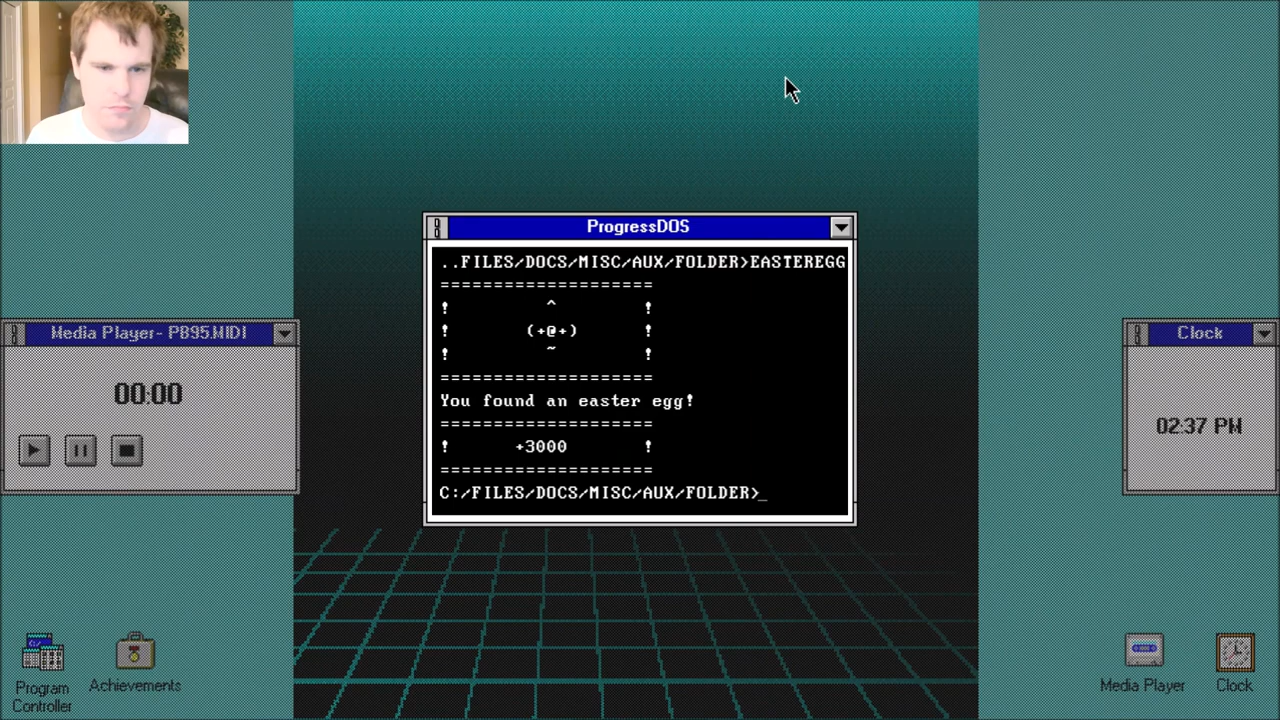 ProgressDOS
..FILES/DOCS/MISC/AUX/FOLDER>EASTEREGG
====================
!          ^         !
!        (+@+)       !
!          ~         !
====================
You found an easter egg!
====================
!       +3000        !
====================
C:/FILES/DOCS/MISC/AUX/FOLDER>_
Media Player- PB95.MIDI
00:00
Clock
02:37 PM
Program
Controller
Achievements
Media Player
Clock